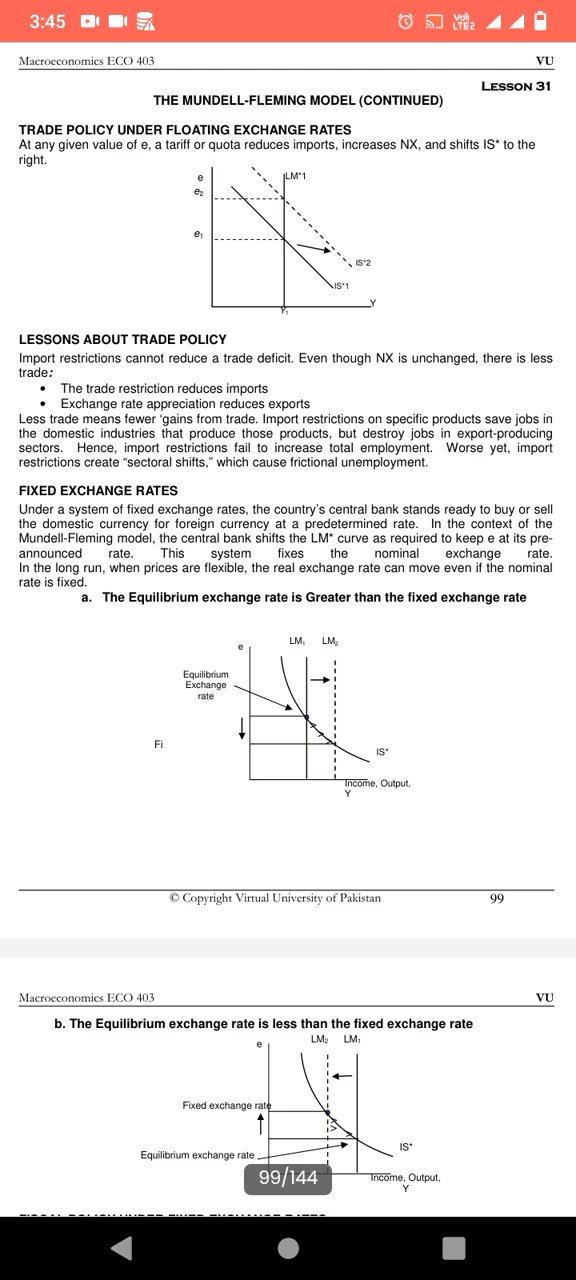 3:45
Vo)
LTE2
Macroeconomics ECO 403 VU
LESSON 31
THE MUNDELL-FLEMING MODEL (CONTINUED)
TRADE POLICY UNDER FLOATING EXCHANGE RATES
At any given value of e, a tariff or quota reduces imports, increases NX, and shifts IS* to the
right.
e
LM*1
e2
e1
IS*2
IS*1
Y
Y1
LESSONS ABOUT TRADE POLICY
Import restrictions cannot reduce a trade deficit. Even though NX is unchanged, there is less
trade:
• The trade restriction reduces imports
• Exchange rate appreciation reduces exports
Less trade means fewer ‘gains from trade. Import restrictions on specific products save jobs in
the domestic industries that produce those products, but destroy jobs in export-producing
sectors. Hence, import restrictions fail to increase total employment. Worse yet, import
restrictions create “sectoral shifts,” which cause frictional unemployment.
FIXED EXCHANGE RATES
Under a system of fixed exchange rates, the country’s central bank stands ready to buy or sell
the domestic currency for foreign currency at a predetermined rate. In the context of the
Mundell-Fleming model, the central bank shifts the LM* curve as required to keep e at its pre-
announced rate. This system fixes the nominal exchange rate.
In the long run, when prices are flexible, the real exchange rate can move even if the nominal
rate is fixed.
a. The Equilibrium exchange rate is Greater than the fixed exchange rate
e
LM1 LM2
Equilibrium
Exchange
rate
Fi
IS*
Income, Output,
Y
© Copyright Virtual University of Pakistan 99
Macroeconomics ECO 403 VU
b. The Equilibrium exchange rate is less than the fixed exchange rate
e
LM2 LM1
Fixed exchange rate
IS*
Equilibrium exchange rate
99/144
Income, Output,
Y
FISCAL POLICY UNDER FIXED EXCHANGE RATES